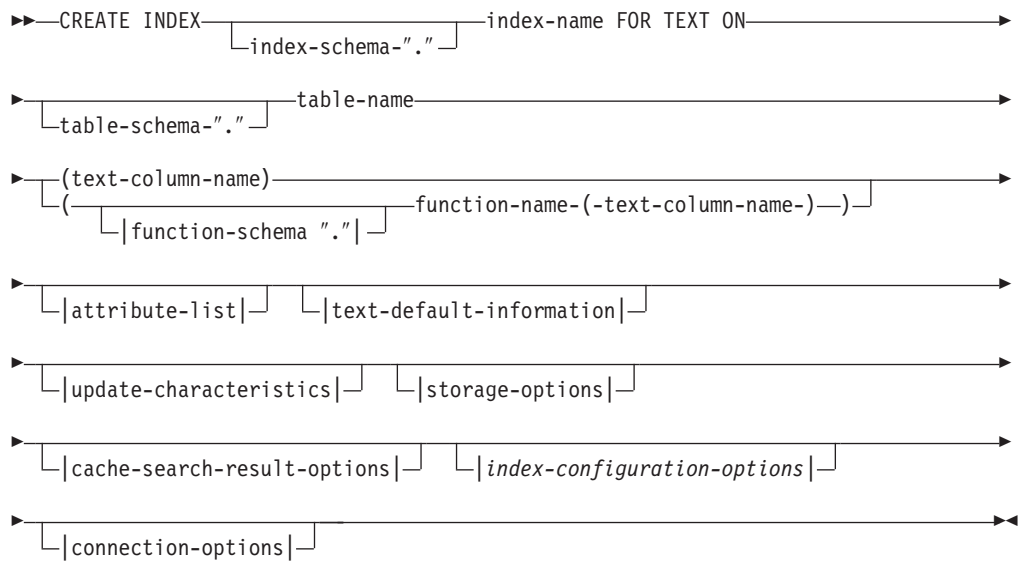 CREATE INDEX index-name FOR TEXT ON
index-schema-"."
table-name
table-schema-"."
(text-column-name)
( function-name-(-text-column-name-) )
|function-schema "."|
|attribute-list| |text-default-information|
|update-characteristics| |storage-options|
|cache-search-result-options| |index-configuration-options|
|connection-options|